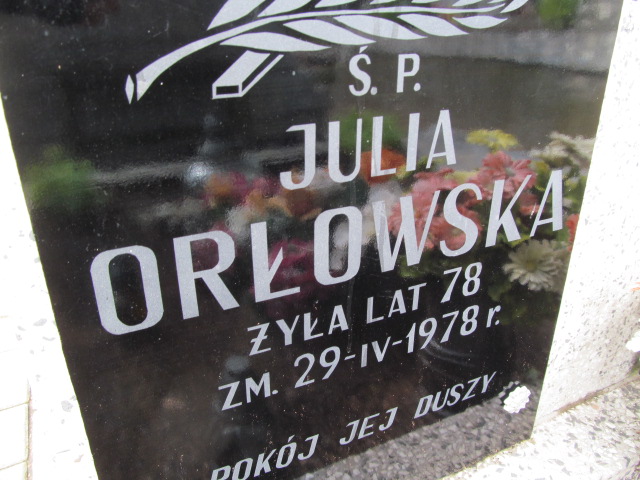 Ś. P.
JULIA
ORŁOWSKA
ŻYŁA LAT 78
ZM. 29-IV-1978 r.
POKÓJ JEJ DUSZY